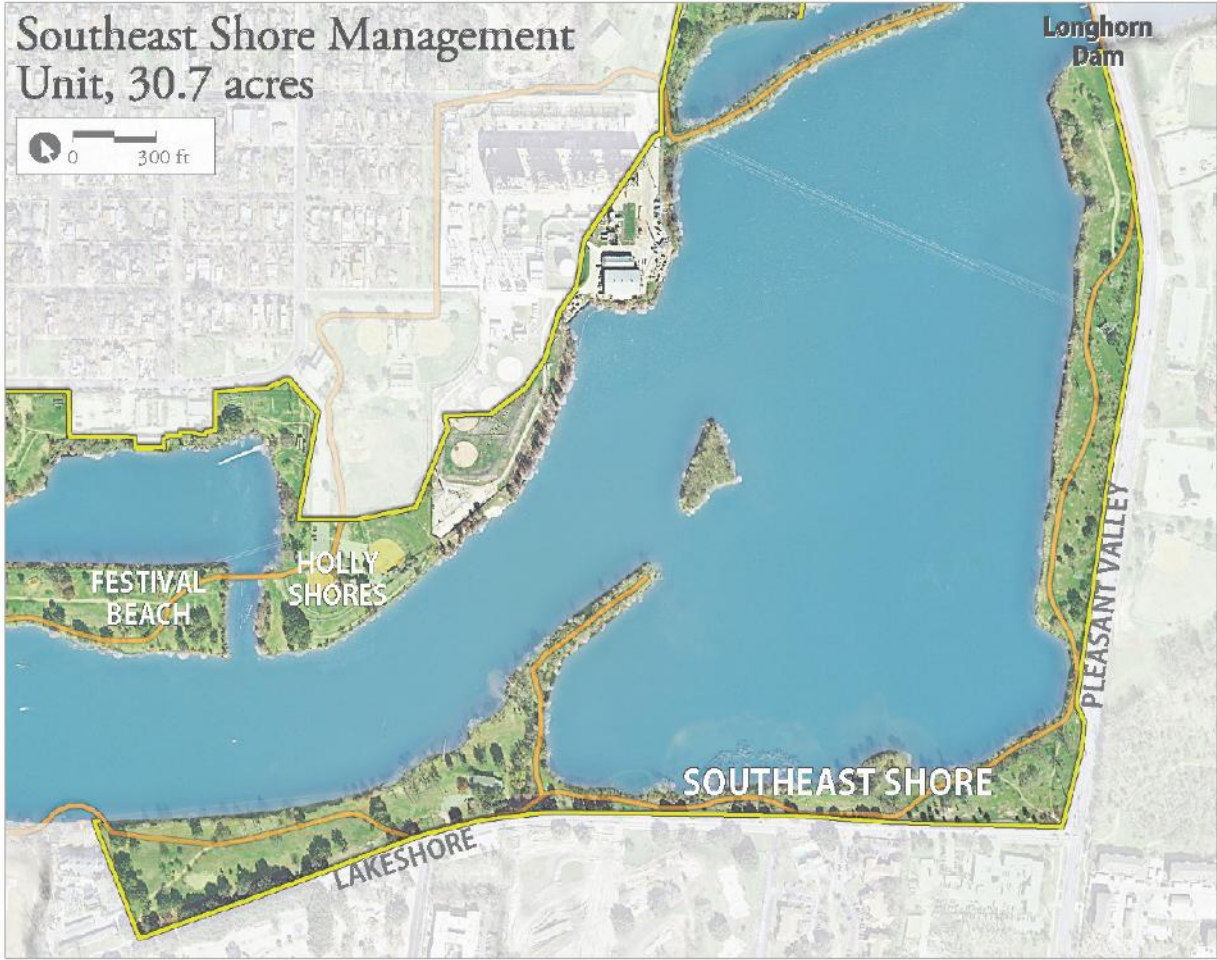 Southeast Shore Management
Unit, 30.7 acres
0 300 ft
Longhorn
Dam
FESTIVAL
BEACH
HOLLY
SHORES
PLEASANT VALLEY
SOUTHEAST SHORE
LAKESHORE